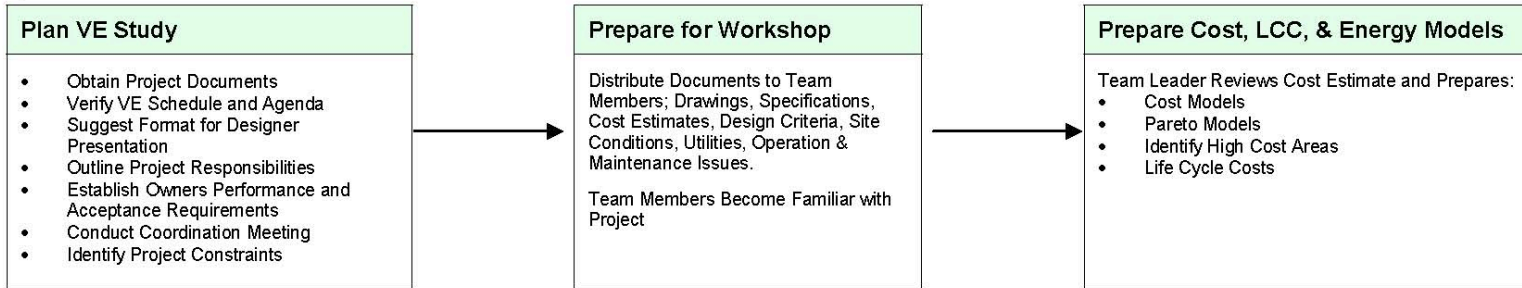 Plan VE Study
• Obtain Project Documents
• Verify VE Schedule and Agenda
• Suggest Format for Designer
Presentation
• Outline Project Responsibilities
• Establish Owners Performance and
Acceptance Requirements
• Conduct Coordination Meeting
• Identify Project Constraints
Prepare for Workshop
Distribute Documents to Team
Members; Drawings, Specifications,
Cost Estimates, Design Criteria, Site
Conditions, Utilities, Operation &
Maintenance Issues.
Team Members Become Familiar with
Project
Prepare Cost, LCC, & Energy Models
Team Leader Reviews Cost Estimate and Prepares:
• Cost Models
• Pareto Models
• Identify High Cost Areas
• Life Cycle Costs